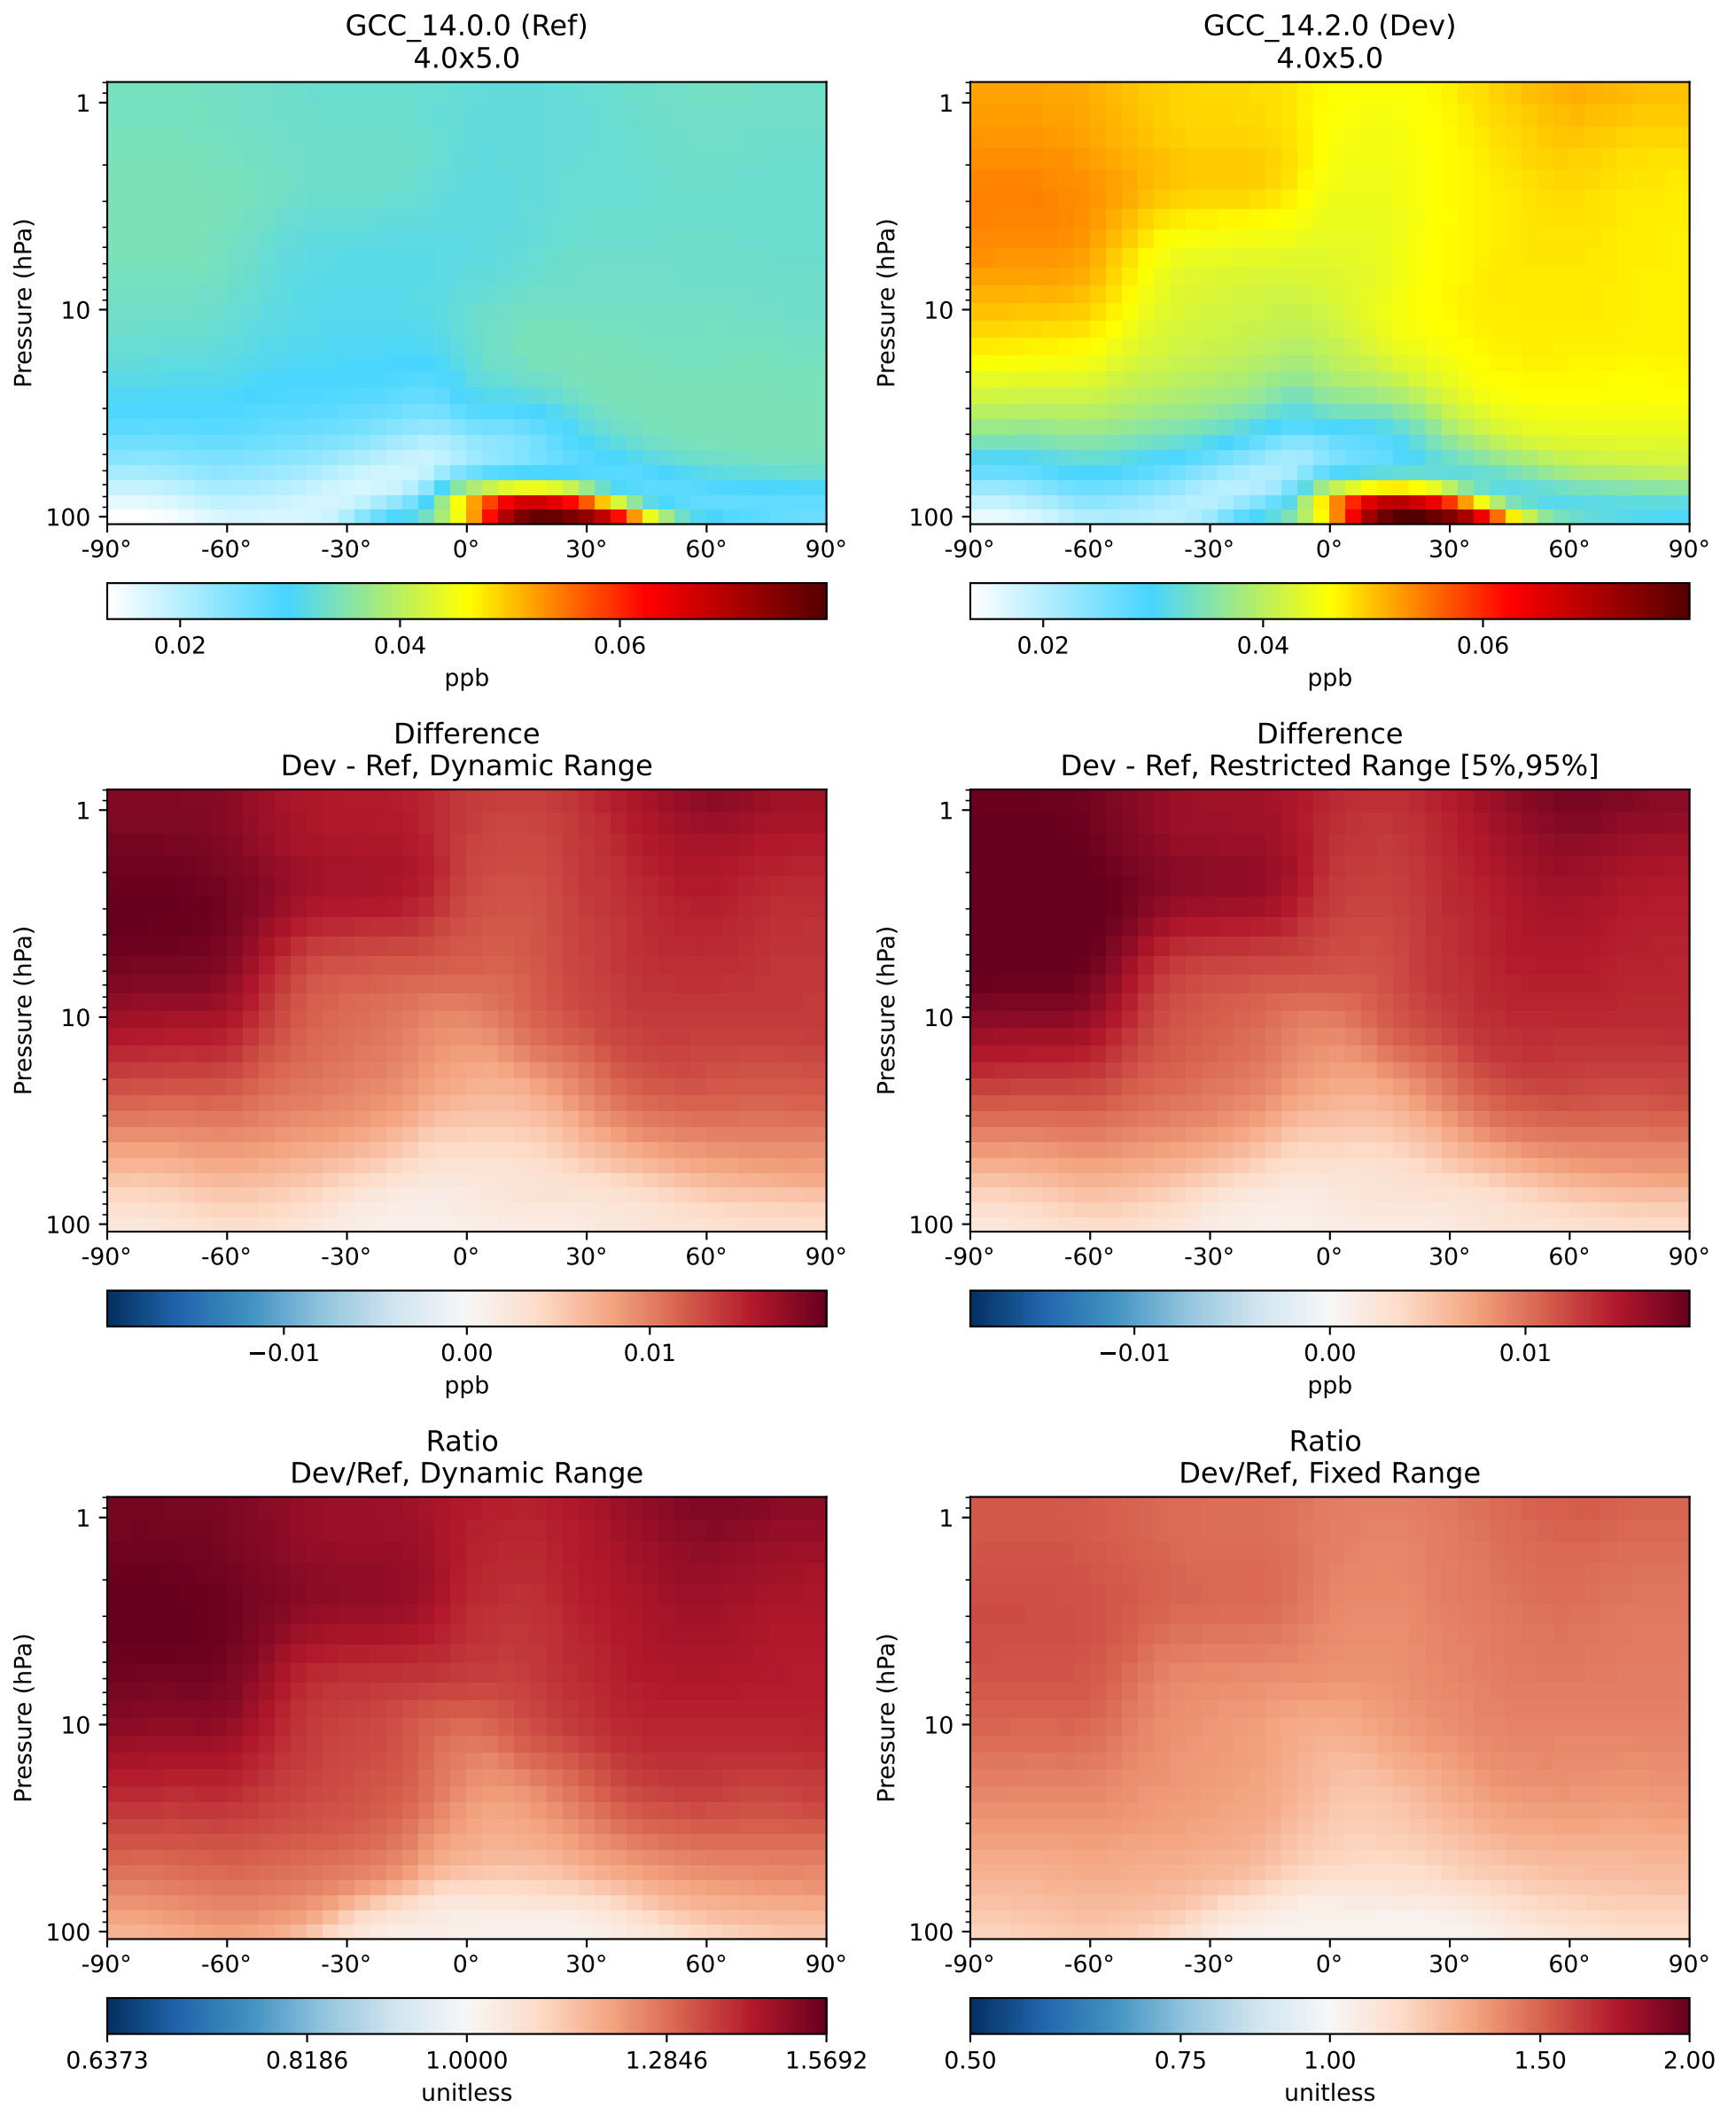 GCC_14.0.0 (Ref)
4.0x5.0
Pressure (hPa)
1
10
100
-90° -60° -30° 0° 30° 60° 90°
0.02 0.04 0.06
ppb
GCC_14.2.0 (Dev)
4.0x5.0
Pressure (hPa)
1
10
100
-90° -60° -30° 0° 30° 60° 90°
0.02 0.04 0.06
ppb
Difference
Dev - Ref, Dynamic Range
Pressure (hPa)
1
10
100
-90° -60° -30° 0° 30° 60° 90°
−0.01 0.00 0.01
ppb
Difference
Dev - Ref, Restricted Range [5%,95%]
Pressure (hPa)
1
10
100
-90° -60° -30° 0° 30° 60° 90°
−0.01 0.00 0.01
ppb
Ratio
Dev/Ref, Dynamic Range
Pressure (hPa)
1
10
100
-90° -60° -30° 0° 30° 60° 90°
0.6373 0.8186 1.0000 1.2846 1.5692
unitless
Ratio
Dev/Ref, Fixed Range
Pressure (hPa)
1
10
100
-90° -60° -30° 0° 30° 60° 90°
0.50 0.75 1.00 1.50 2.00
unitless